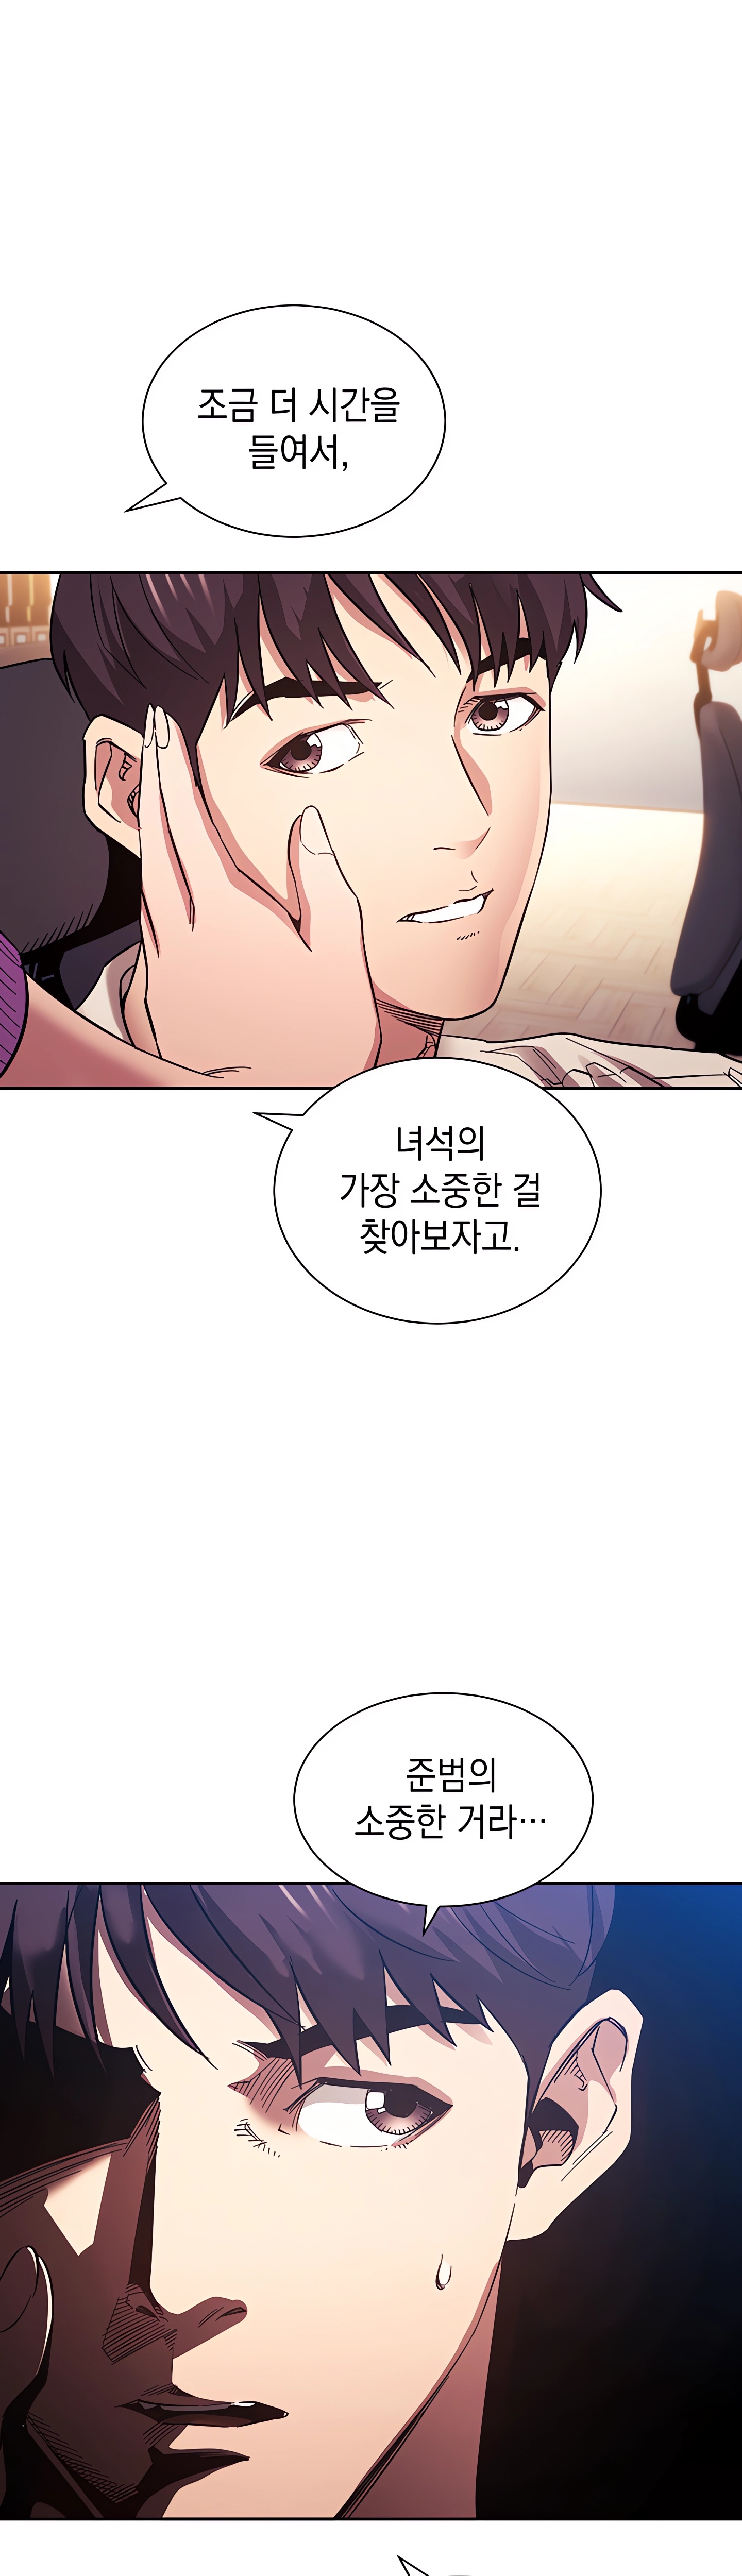 조금 더 시간을
들여서,
녀석의
가장 소중한 걸
찾아보자고.
준범의
소중한 거라…